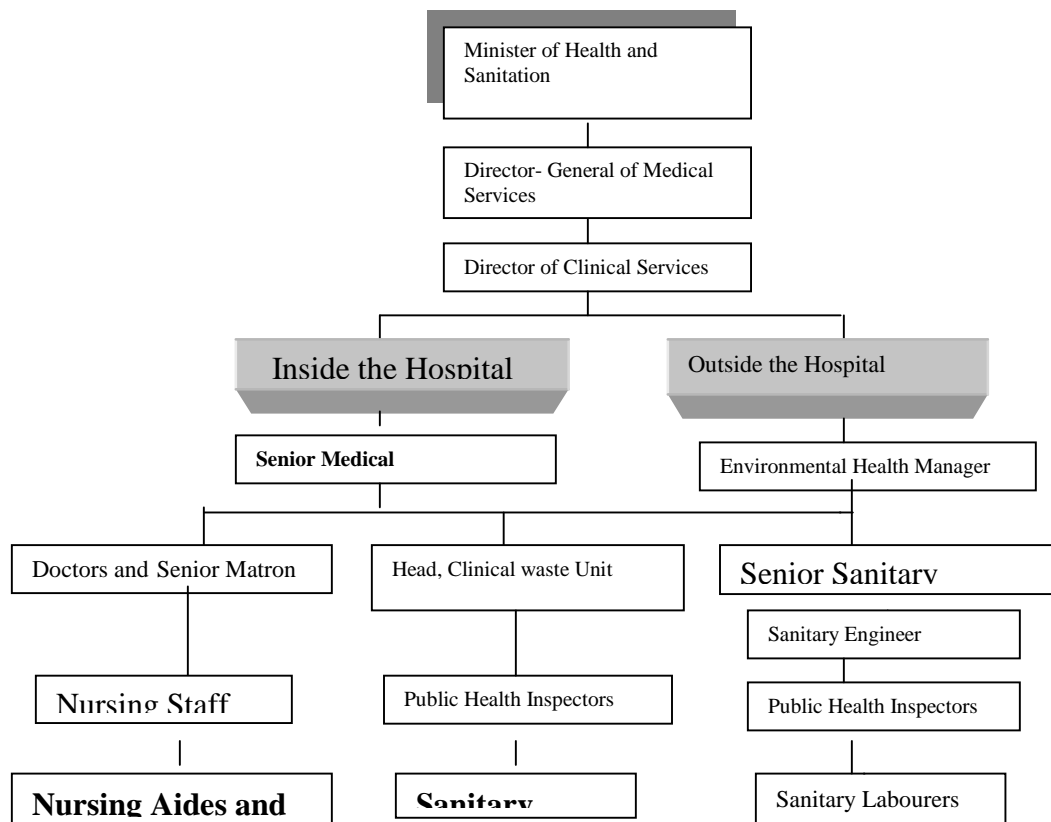 Minister of Health and
Sanitation
Director- General of Medical
Services
Director of Clinical Services
Inside the Hospital
Outside the Hospital
Senior Medical
Environmental Health Manager
Doctors and Senior Matron
Head, Clinical waste Unit
Senior Sanitary
Sanitary Engineer
Nursing Staff
Public Health Inspectors
Public Health Inspectors
Nursing Aides and
Sanitary
Sanitary Labourers